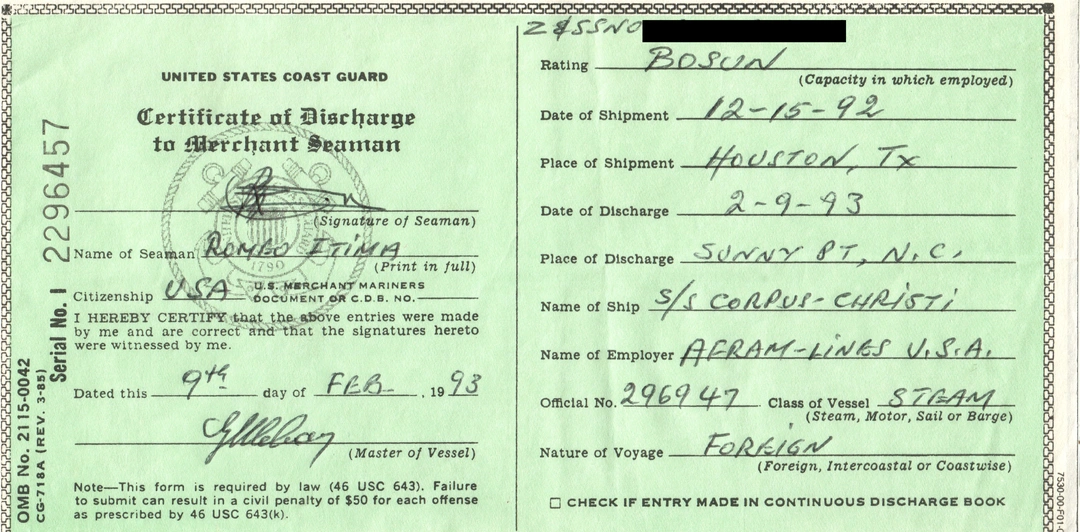 UNITED STATES COAST GUARD
Certificate of Discharge
to Merchant Seaman
(Signature of Seaman)
Name of Seaman ROMEO ITIMA
(Print in full)
Citizenship USA U.S. MERCHANT MARINERS
DOCUMENT OR C.D.B. NO.
I HEREBY CERTIFY that the above entries were made
by me and are correct and that the signatures hereto
were witnessed by me.
Dated this 9th day of FEB , 19 93
(Master of Vessel)
Note—This form is required by law (46 USC 643). Failure
to submit can result in a civil penalty of $50 for each offense
as prescribed by 46 USC 643(k).
OMB No. 2115-0042
CG-718A (REV. 3-85)
Serial No. I 2296457
1790
SSNO
Rating BOSUN
(Capacity in which employed)
Date of Shipment 12-15-92
Place of Shipment HOUSTON, TX
Date of Discharge 2-9-93
Place of Discharge SUNNY PT, N.C.
Name of Ship S/S CORPUS-CHRISTI
Name of Employer AFRAM-LINES U.S.A.
Official No. 296947 Class of Vessel STEAM
(Steam, Motor, Sail or Barge)
Nature of Voyage FOREIGN
(Foreign, Intercoastal or Coastwise)
☐ CHECK IF ENTRY MADE IN CONTINUOUS DISCHARGE BOOK